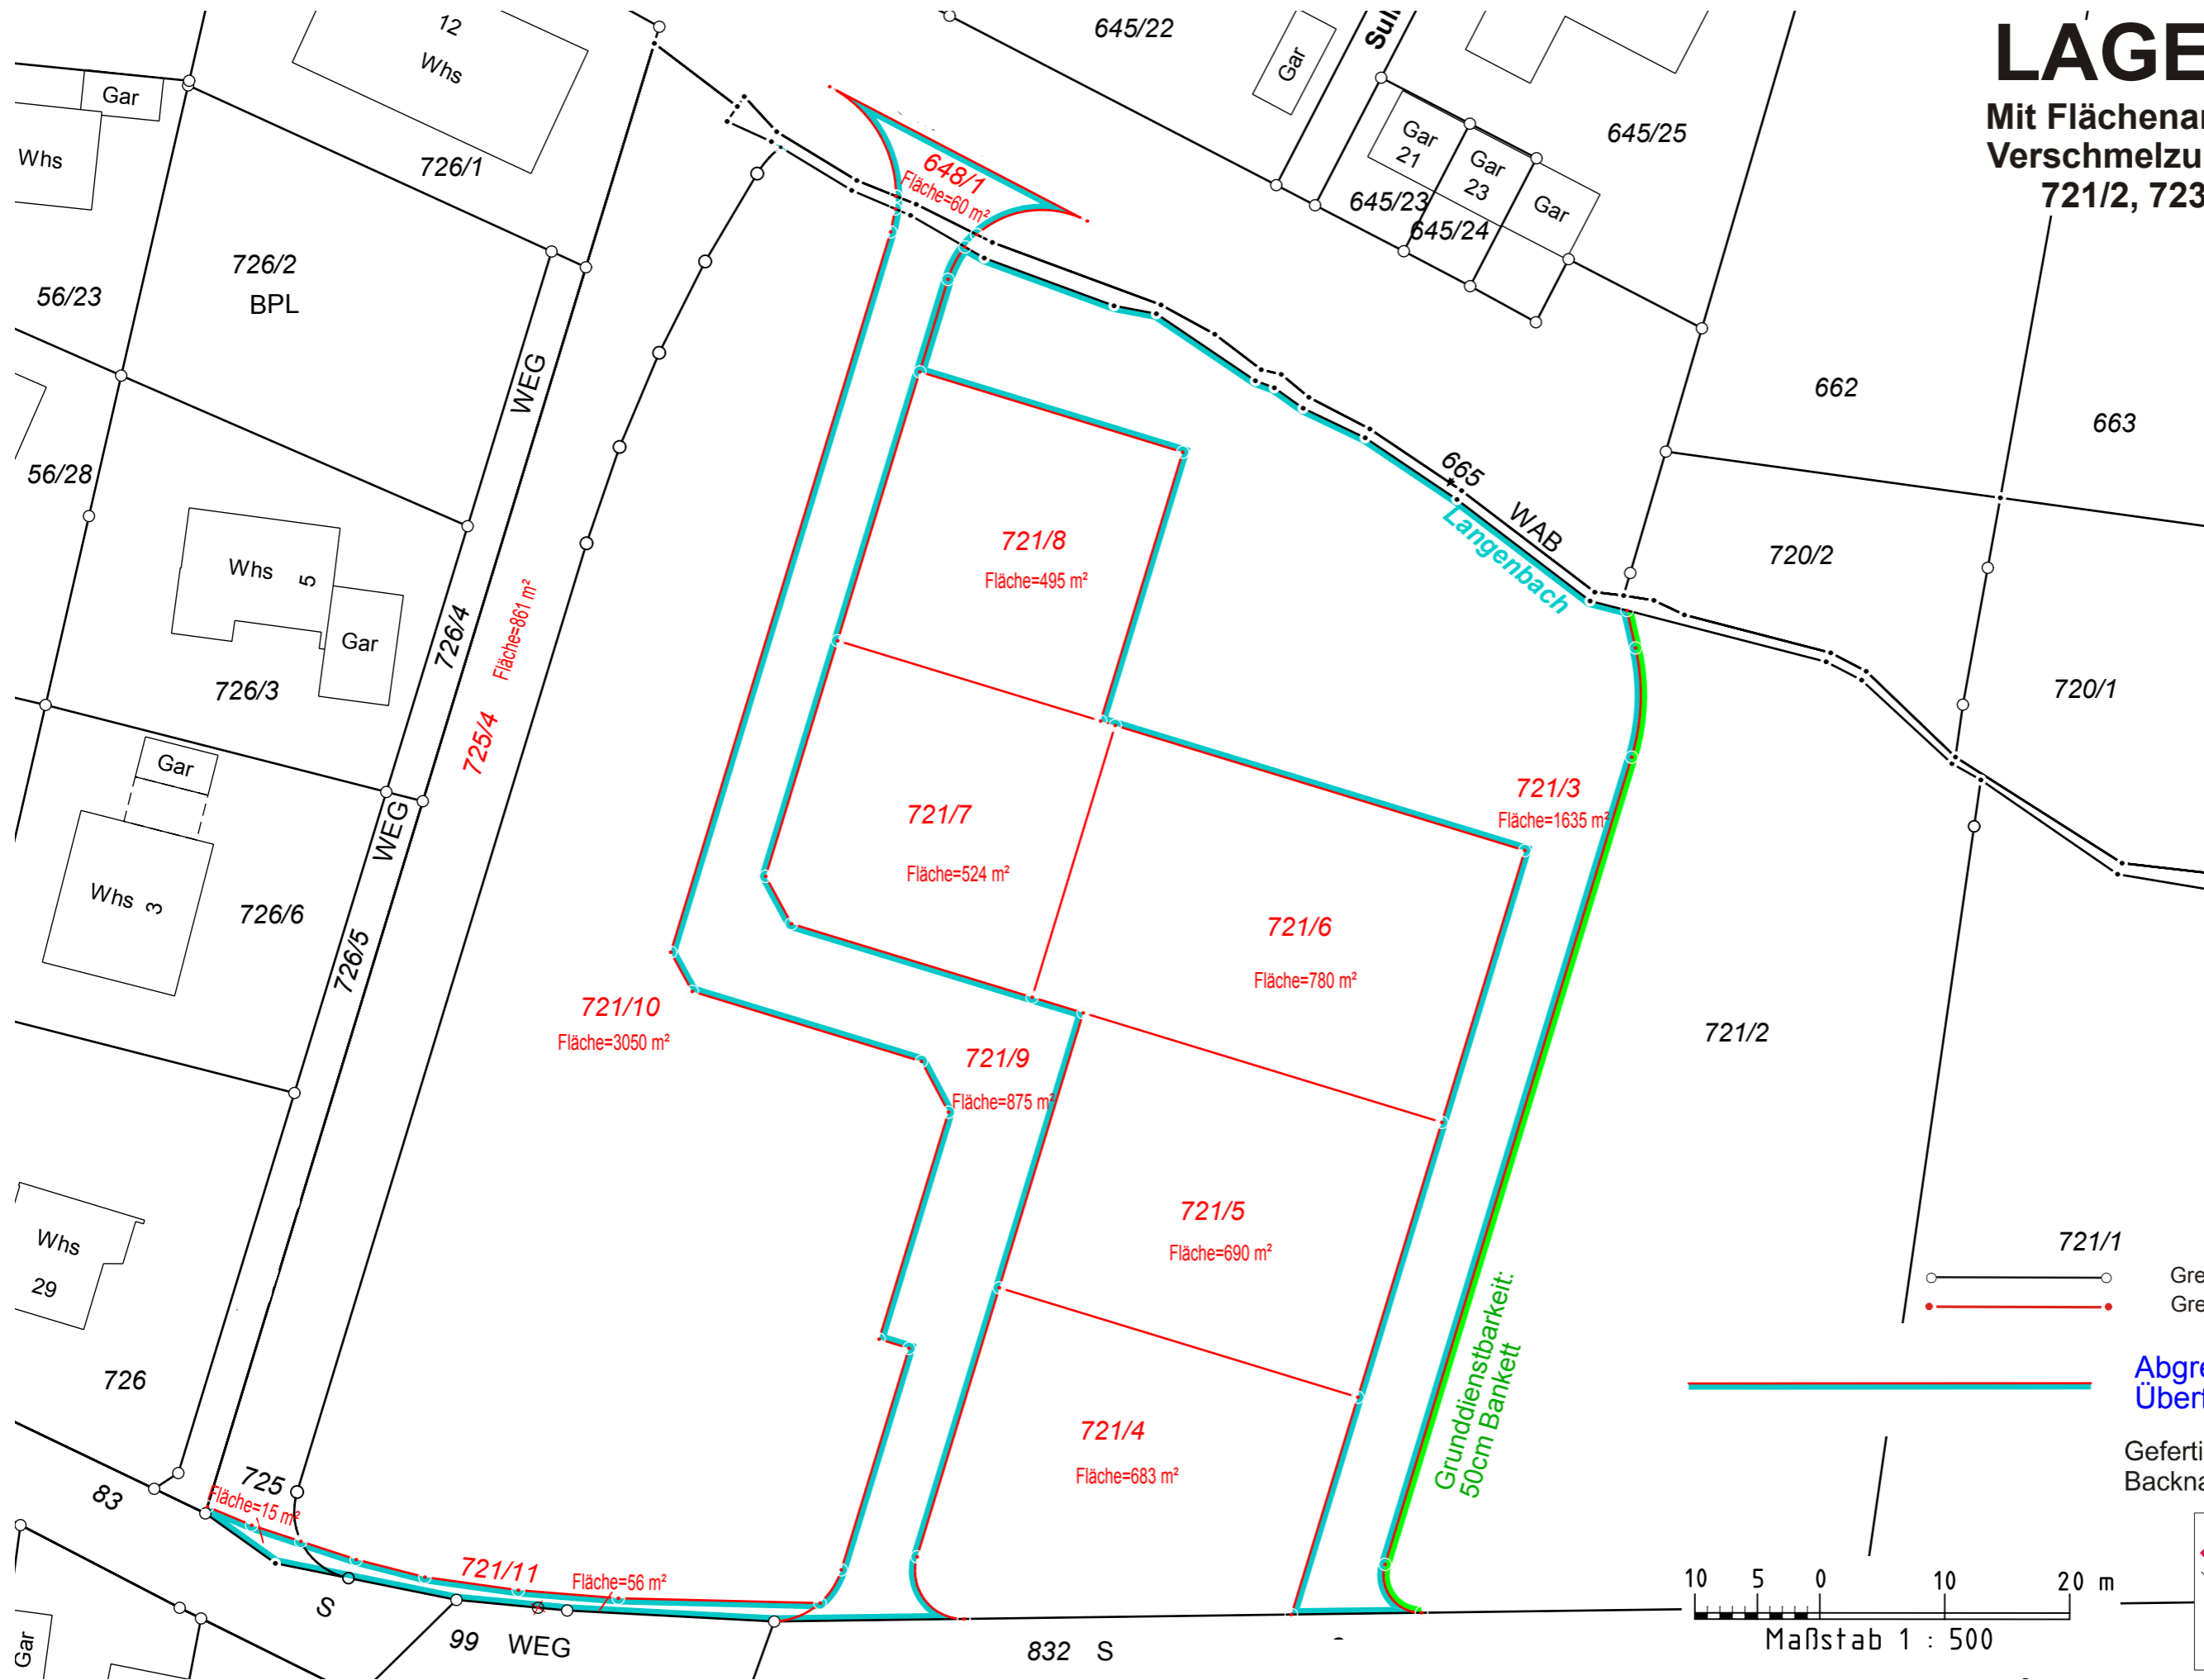 LAGE
12
Whs
645/22
Gar
Gar
Mit Flächenan
Verschmelzu
721/2, 723
Whs
726/1
648/1
Fläche=60 m²
Gar
21
Gar
23
Gar
645/25
645/23
645/24
726/2
BPL
56/23
WEG
662
663
56/28
665
WAB
Langenbach
720/2
720/1
Whs 5
Gar
726/4
Fläche=861 m²
721/8
Fläche=495 m²
726/3
725/4
Gar
WEG
721/7
Fläche=524 m²
721/3
Fläche=1635 m²
Whs 3
726/6
726/5
721/6
Fläche=780 m²
721/10
Fläche=3050 m²
721/9
Fläche=875 m²
721/2
Whs
29
721/5
Fläche=690 m²
721/1
Gre
Gre
726
Grunddienstbarkeit:
50cm Bankett
Abgre
721/4
Fläche=683 m²
Geferti
Backna
83
725
Fläche=15 m²
721/11
Fläche=56 m²
S
10 5 0 10 20 m
Maßstab 1 : 500
Gar
99 WEG
832 S